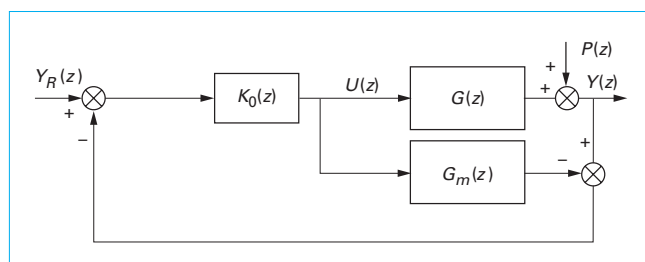 P(z)
Y_R(z)
+
+
K_0(z)
U(z)
G(z)
+
Y(z)
−
G_m(z)
−
+